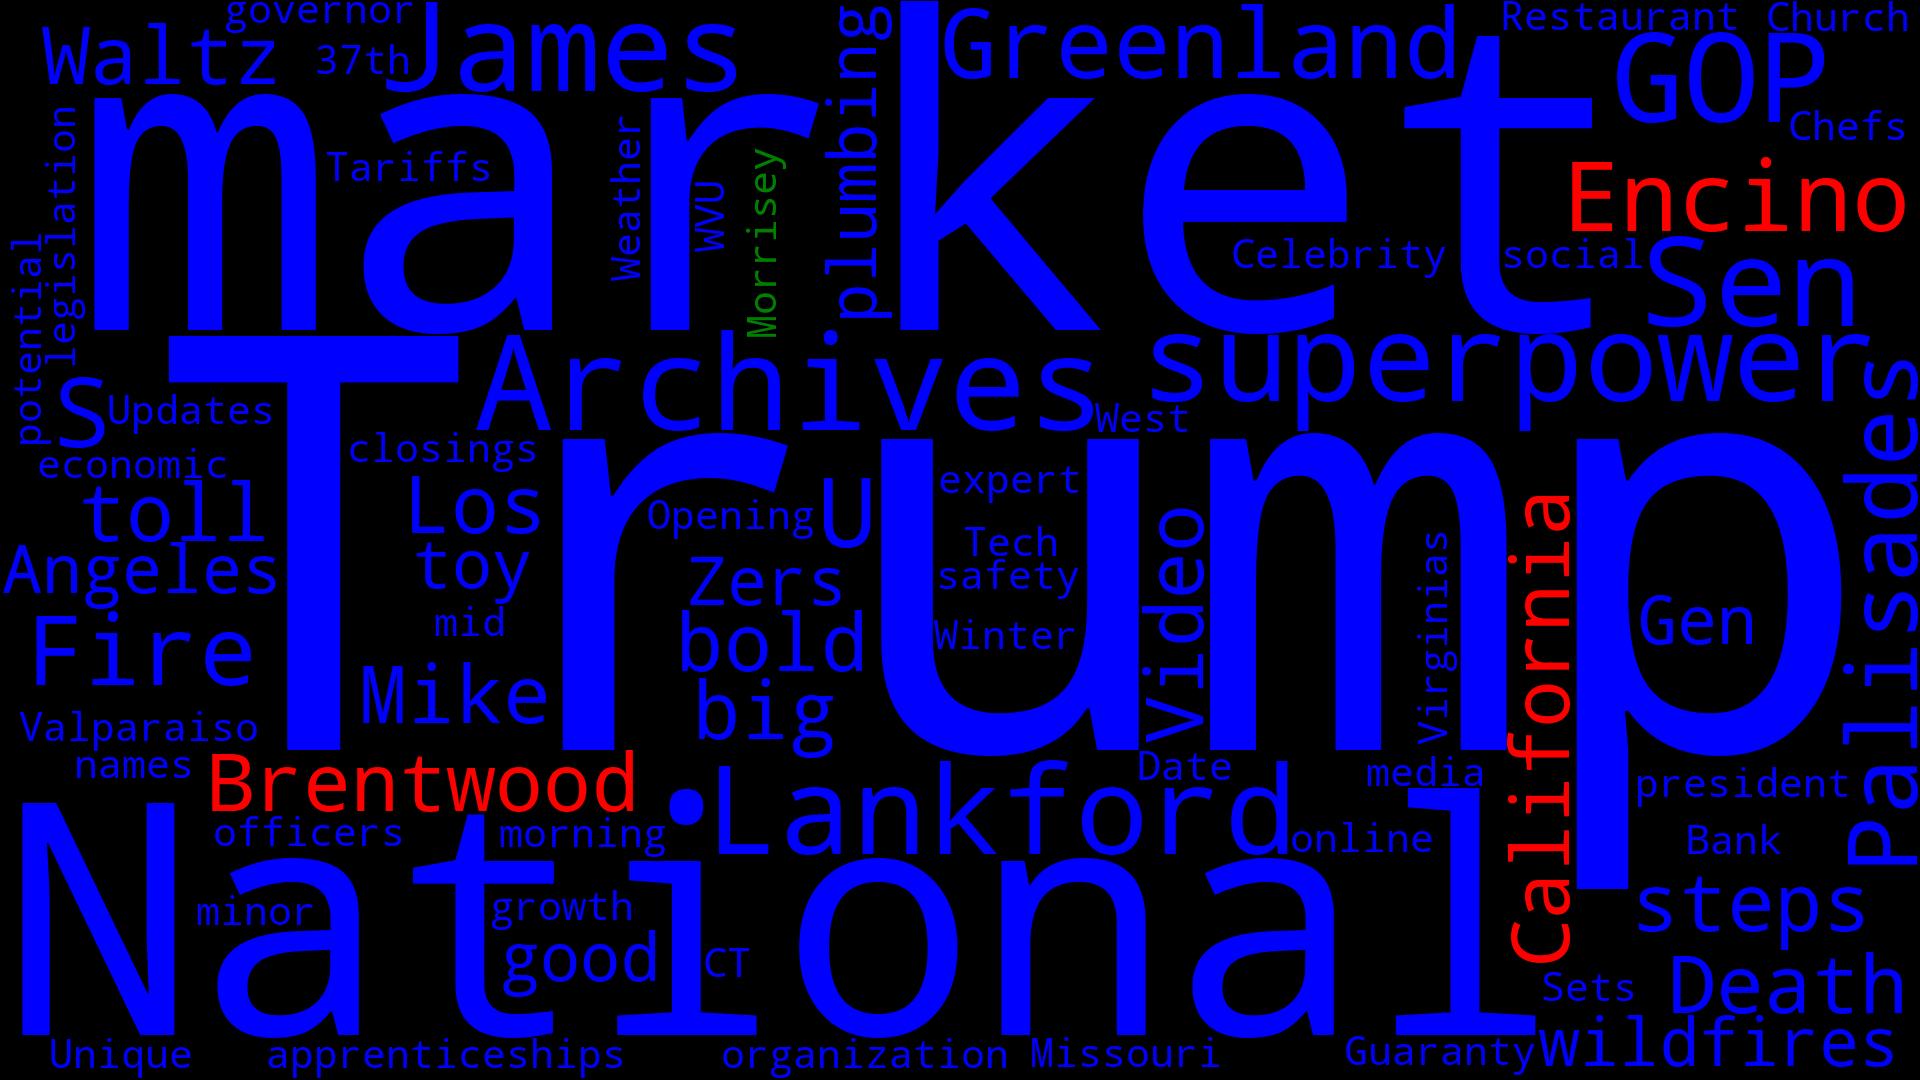 governor
Restaurant
Church
Waltz
37th
James
plumbing
Greenland
GOP
Chefs
market
Tariffs
legislation
Weather
WVU
Morrisey
Encino
Celebrity
social
Sen
potential
Archives
superpower
S
Updates
West
Palisades
economic
closings
Trump
toll
Los
Opening
U
expert
Tech
Video
California
Angeles
toy
Zers
safety
Virginias
Fire
mid
bold
Winter
Gen
Mike
big
Valparaiso
names
Brentwood
Lankford
Date
media
president
officers
morning
online
Bank
National
minor
growth
good
CT
steps
Sets
Death
Unique
apprenticeships
organization
Missouri
Guaranty
wildfires